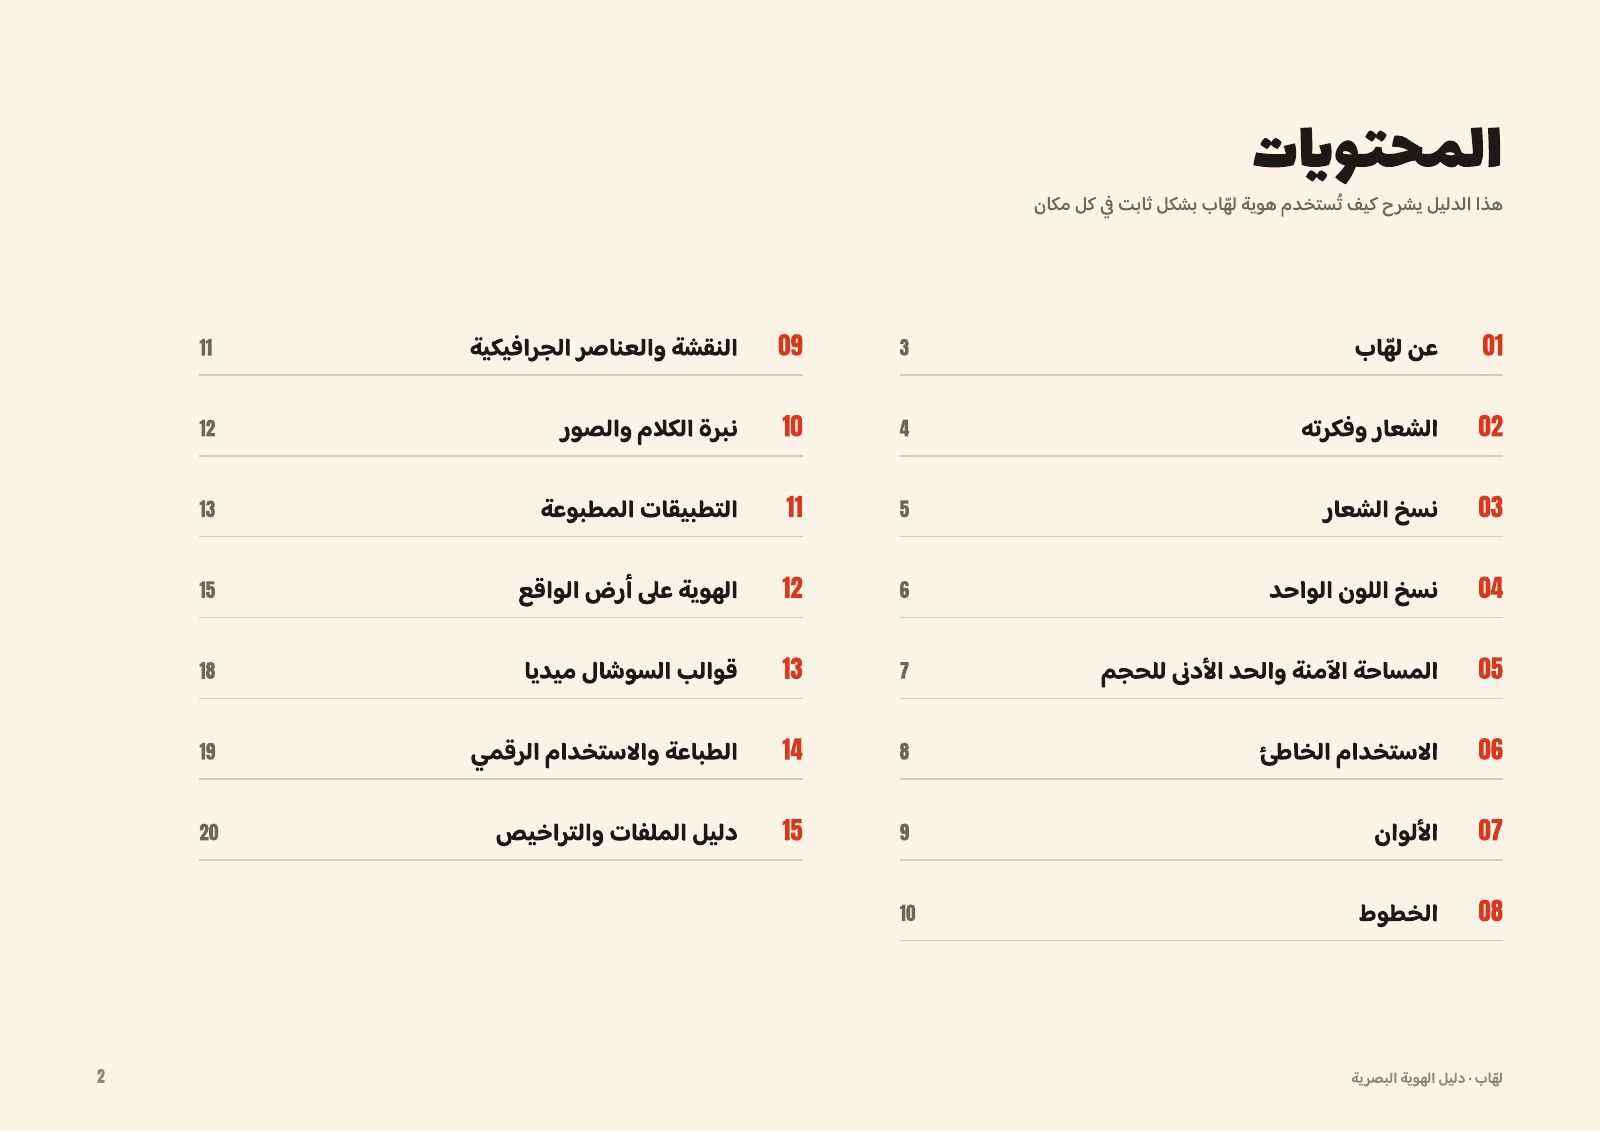 المحتويات
هذا الدليل يشرح كيف تُستخدم هوية لهّاب بشكل ثابت في كل مكان
01 عن لهّاب 3
02 الشعار وفكرته 4
03 نسخ الشعار 5
04 نسخ اللون الواحد 6
05 المساحة الآمنة والحد الأدنى للحجم 7
06 الاستخدام الخاطئ 8
07 الألوان 9
08 الخطوط 10
09 النقشة والعناصر الجرافيكية 11
10 نبرة الكلام والصور 12
11 التطبيقات المطبوعة 13
12 الهوية على أرض الواقع 15
13 قوالب السوشال ميديا 18
14 الطباعة والاستخدام الرقمي 19
15 دليل الملفات والتراخيص 20
لهّاب · دليل الهوية البصرية
2